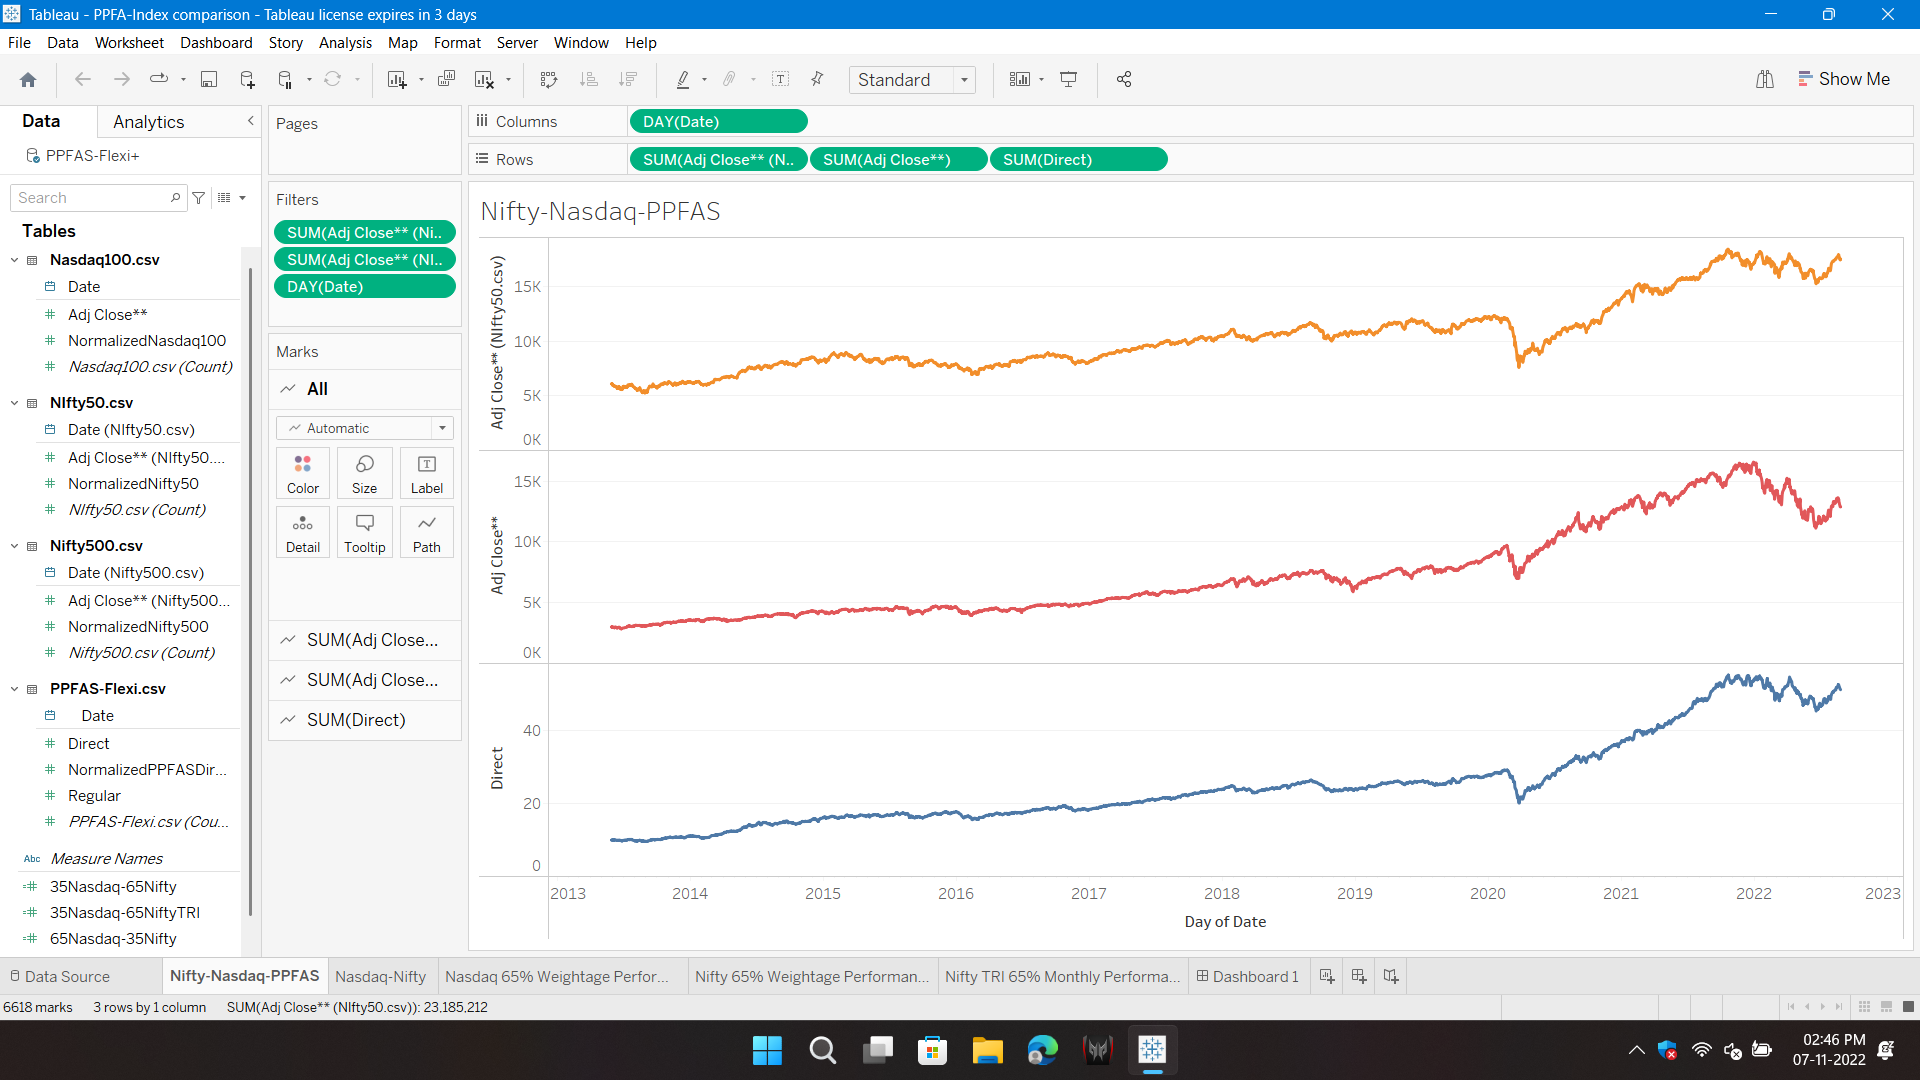 Tableau - PPFA-Index comparison - Tableau license expires in 3 days
File Data Worksheet Dashboard Story Analysis Map Format Server Window Help
Standard
Show Me
Data
Analytics
PPFAS-Flexi+
Search
Tables
Nasdaq100.csv
Date
Adj Close**
NormalizedNasdaq100
Nasdaq100.csv (Count)
NIfty50.csv
Date (NIfty50.csv)
Adj Close** (NIfty50....
NormalizedNifty50
NIfty50.csv (Count)
Nifty500.csv
Date (Nifty500.csv)
Adj Close** (Nifty500...
NormalizedNifty500
Nifty500.csv (Count)
PPFAS-Flexi.csv
Date
Direct
NormalizedPPFASDir...
Regular
PPFAS-Flexi.csv (Cou...
Abc Measure Names
35Nasdaq-65Nifty
35Nasdaq-65NiftyTRI
65Nasdaq-35Nifty
Pages
Filters
SUM(Adj Close** (Ni..
SUM(Adj Close** (NI..
DAY(Date)
Marks
All
Automatic
Color Size Label
Detail Tooltip Path
SUM(Adj Close...
SUM(Adj Close...
SUM(Direct)
Columns DAY(Date)
Rows SUM(Adj Close** (N.. SUM(Adj Close**) SUM(Direct)
Nifty-Nasdaq-PPFAS
Adj Close** (NIfty50.csv)
15K
10K
5K
0K
Adj Close**
15K
10K
5K
0K
Direct
40
20
0
2013 2014 2015 2016 2017 2018 2019 2020 2021 2022 2023
Day of Date
Data Source Nifty-Nasdaq-PPFAS Nasdaq-Nifty Nasdaq 65% Weightage Perfor... Nifty 65% Weightage Performan... Nifty TRI 65% Monthly Performa... Dashboard 1
6618 marks 3 rows by 1 column SUM(Adj Close** (NIfty50.csv)): 23,185,212
02:46 PM
07-11-2022